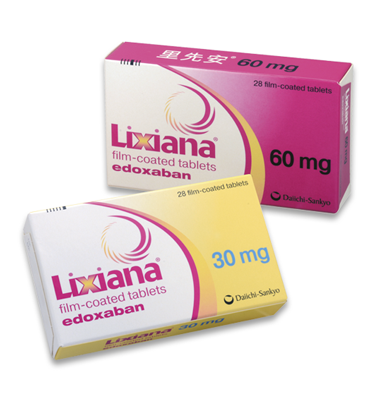 里先安® 60 mg
28 film-coated tablets
Lixiana®
film-coated tablets
edoxaban
60 mg
Daiichi-Sankyo
28 film-coated tablets
Lixiana®
film-coated tablets
edoxaban
30 mg
Daiichi-Sankyo
Lixiana® 30 mg